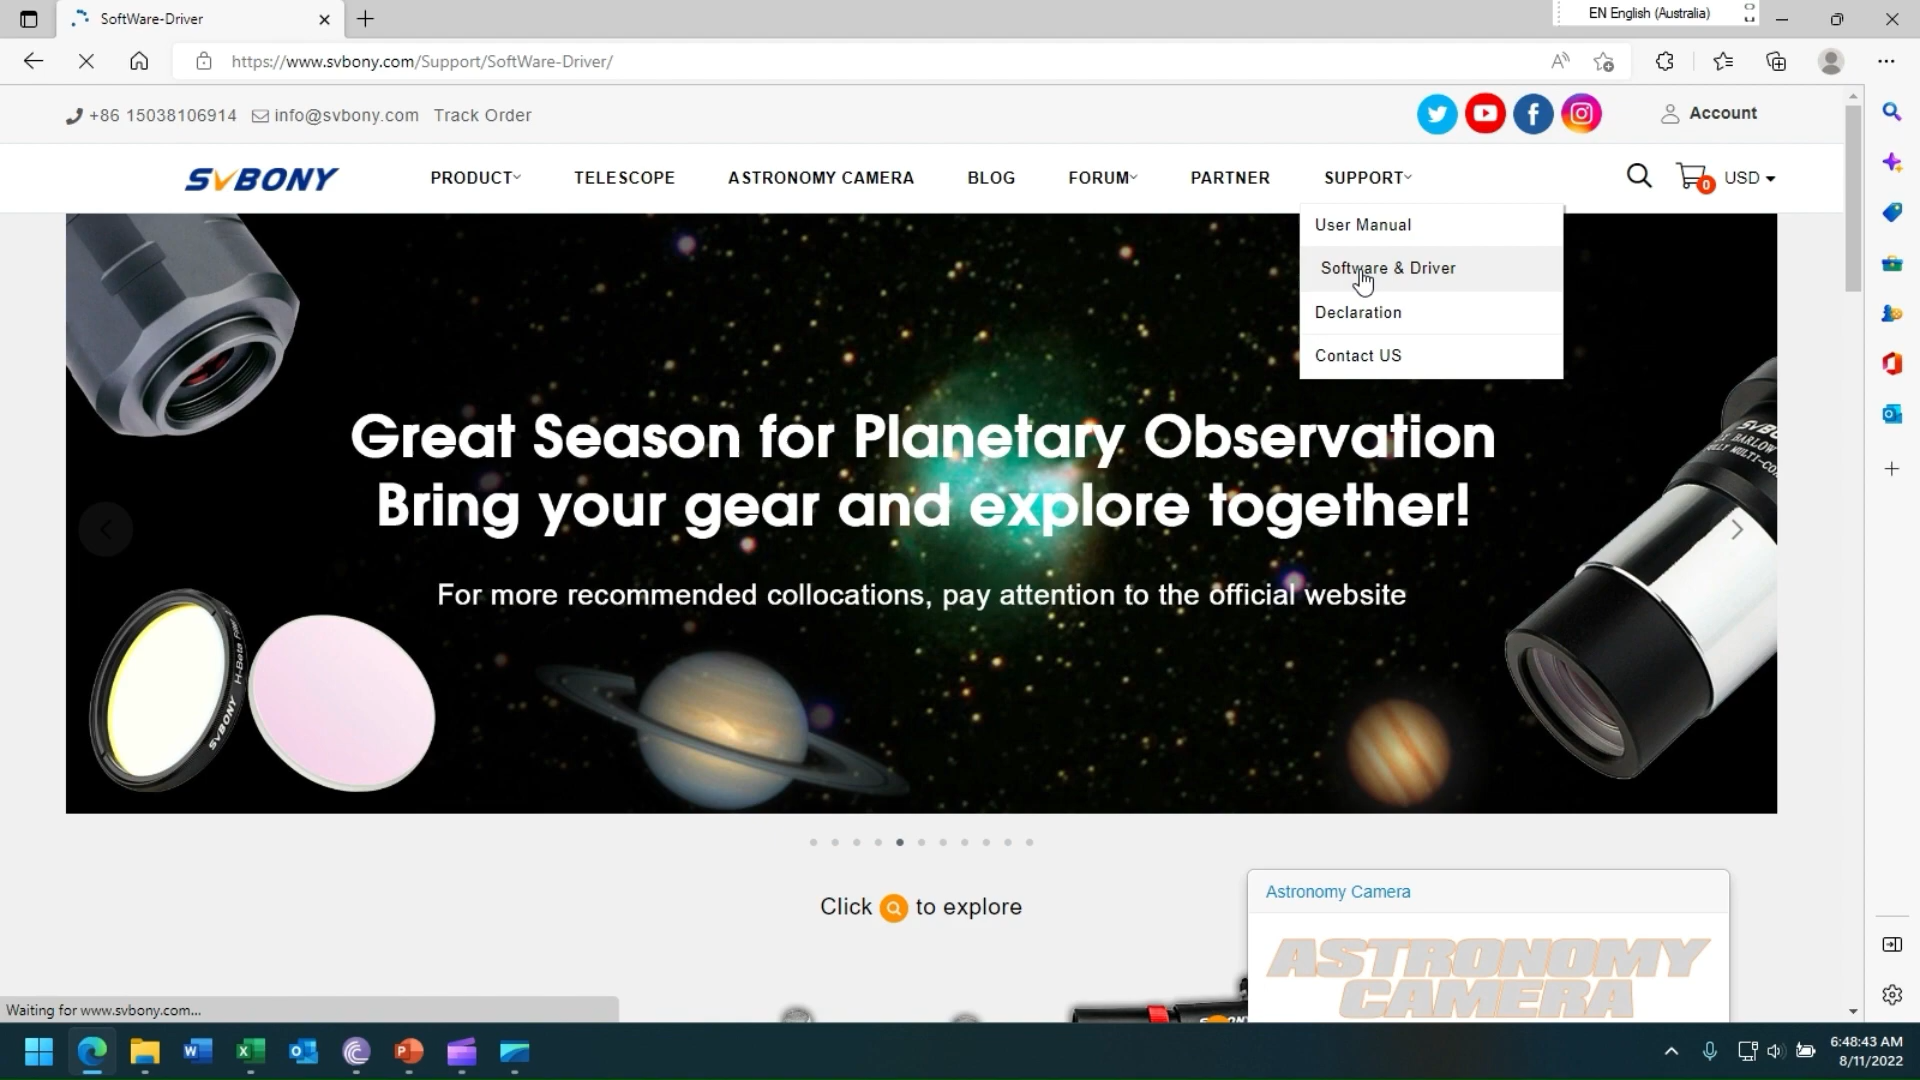 SoftWare-Driver
EN English (Australia)
https://www.svbony.com/Support/SoftWare-Driver/
+86 15038106914 info@svbony.com Track Order
Account
SVBONY PRODUCT TELESCOPE ASTRONOMY CAMERA BLOG FORUM PARTNER SUPPORT 0 USD
User Manual
Software & Driver
Declaration
Contact US
Great Season for Planetary Observation
Bring your gear and explore together!
For more recommended collocations, pay attention to the official website
H-Beta
SVBONY
BARLOW
Click to explore
Astronomy Camera
ASTRONOMY
CAMERA
Waiting for www.svbony.com...
6:48:43 AM
8/11/2022